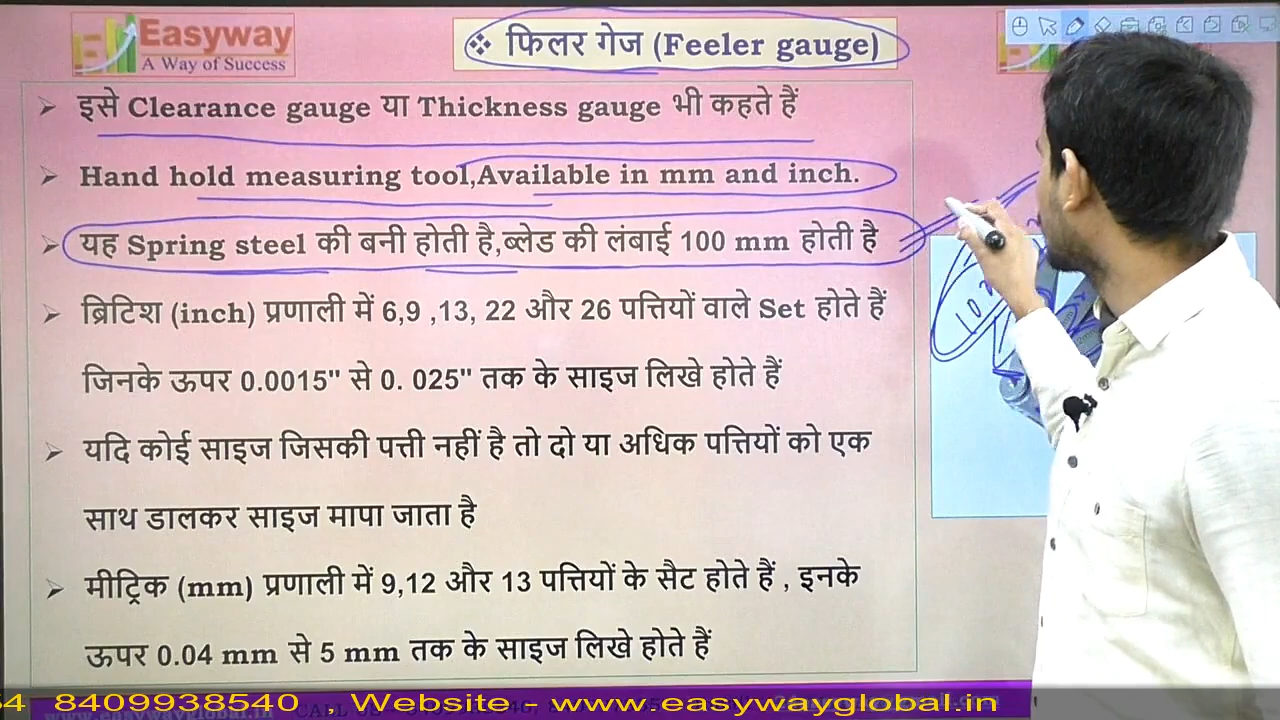 Easyway
A Way of Success
❖ फिलर गेज (Feeler gauge)
➢ इसे Clearance gauge या Thickness gauge भी कहते हैं
➢ Hand hold measuring tool,Available in mm and inch.
➢ यह Spring steel की बनी होती है,ब्लेड की लंबाई 100 mm होती है
➢ ब्रिटिश (inch) प्रणाली में 6,9 ,13, 22 और 26 पत्तियों वाले Set होते हैं
जिनके ऊपर 0.0015" से 0. 025" तक के साइज लिखे होते हैं
➢ यदि कोई साइज जिसकी पत्ती नहीं है तो दो या अधिक पत्तियों को एक
साथ डालकर साइज मापा जाता है
➢ मीट्रिक (mm) प्रणाली में 9,12 और 13 पत्तियों के सैट होते हैं , इनके
ऊपर 0.04 mm से 5 mm तक के साइज लिखे होते हैं
8409938540 , Website - www.easywayglobal.in